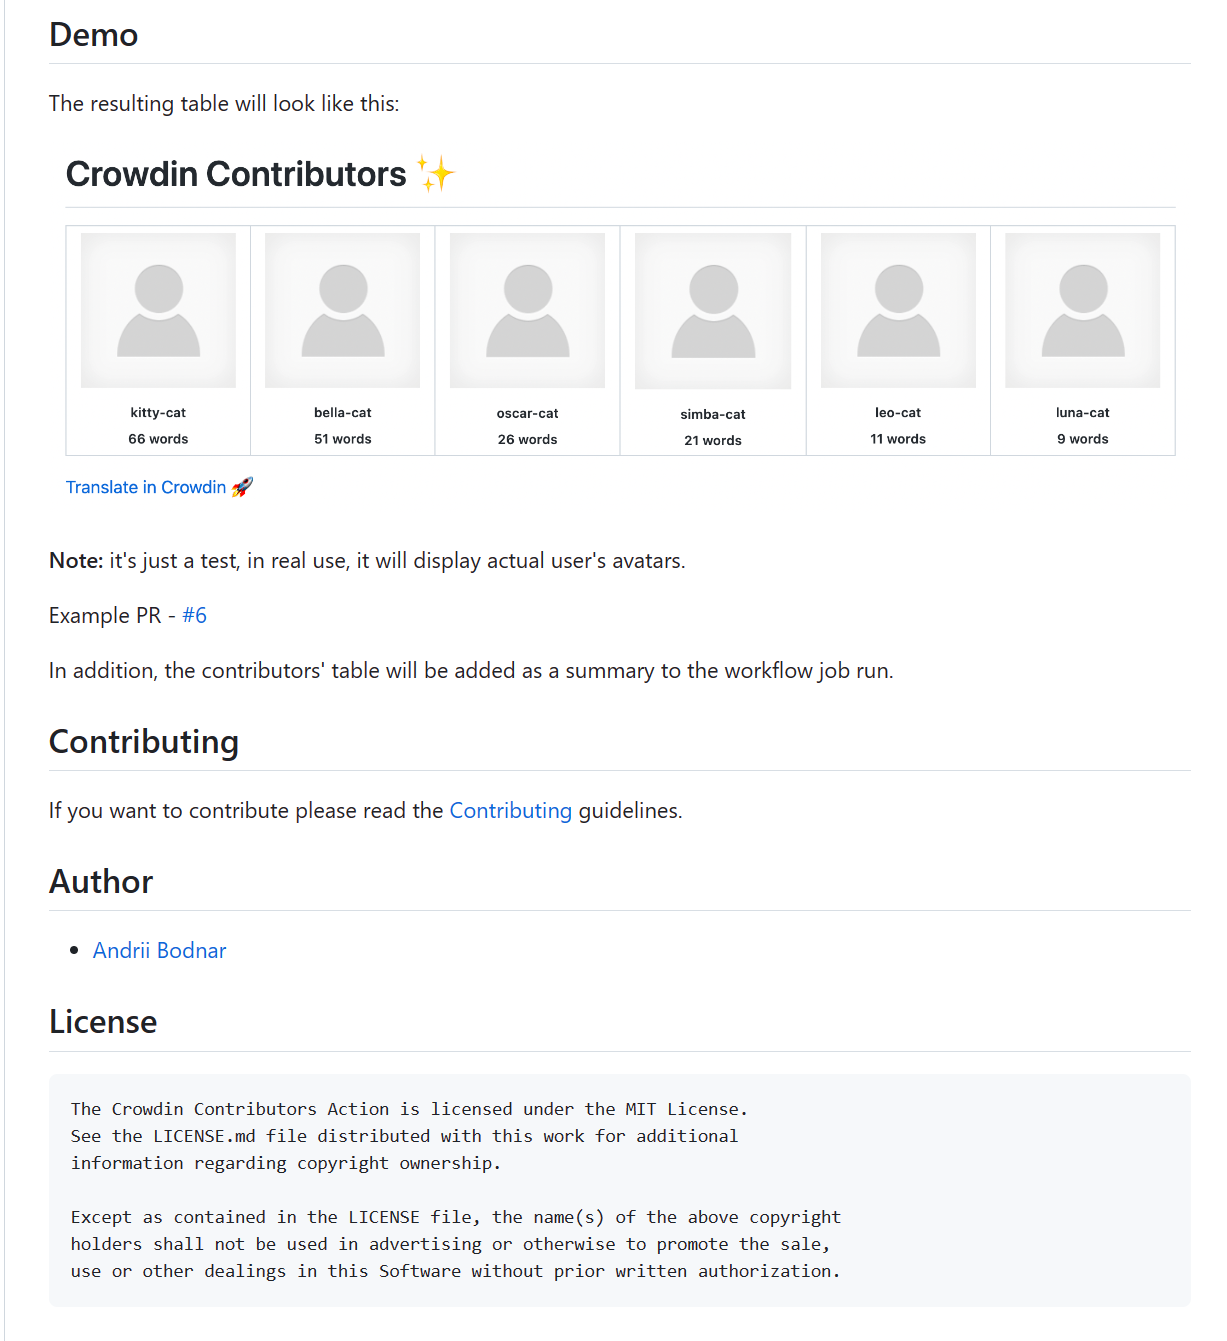 Demo
The resulting table will look like this:
Crowdin Contributors ✨
kitty-cat bella-cat oscar-cat simba-cat leo-cat luna-cat
66 words 51 words 26 words 21 words 11 words 9 words
Translate in Crowdin 🚀
Note: it's just a test, in real use, it will display actual user's avatars.
Example PR - #6
In addition, the contributors' table will be added as a summary to the workflow job run.
Contributing
If you want to contribute please read the Contributing guidelines.
Author
• Andrii Bodnar
License
The Crowdin Contributors Action is licensed under the MIT License.
See the LICENSE.md file distributed with this work for additional
information regarding copyright ownership.
Except as contained in the LICENSE file, the name(s) of the above copyright
holders shall not be used in advertising or otherwise to promote the sale,
use or other dealings in this Software without prior written authorization.